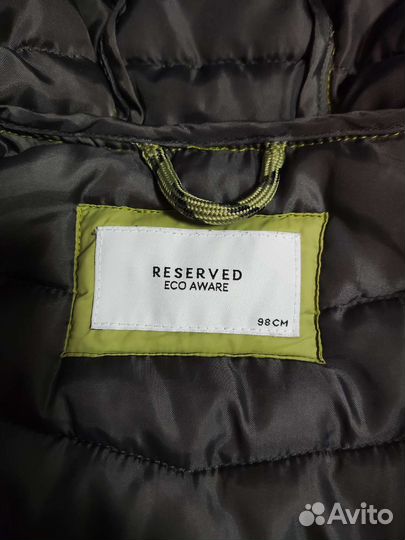 RESERVED
ECO AWARE
98CM
Avito